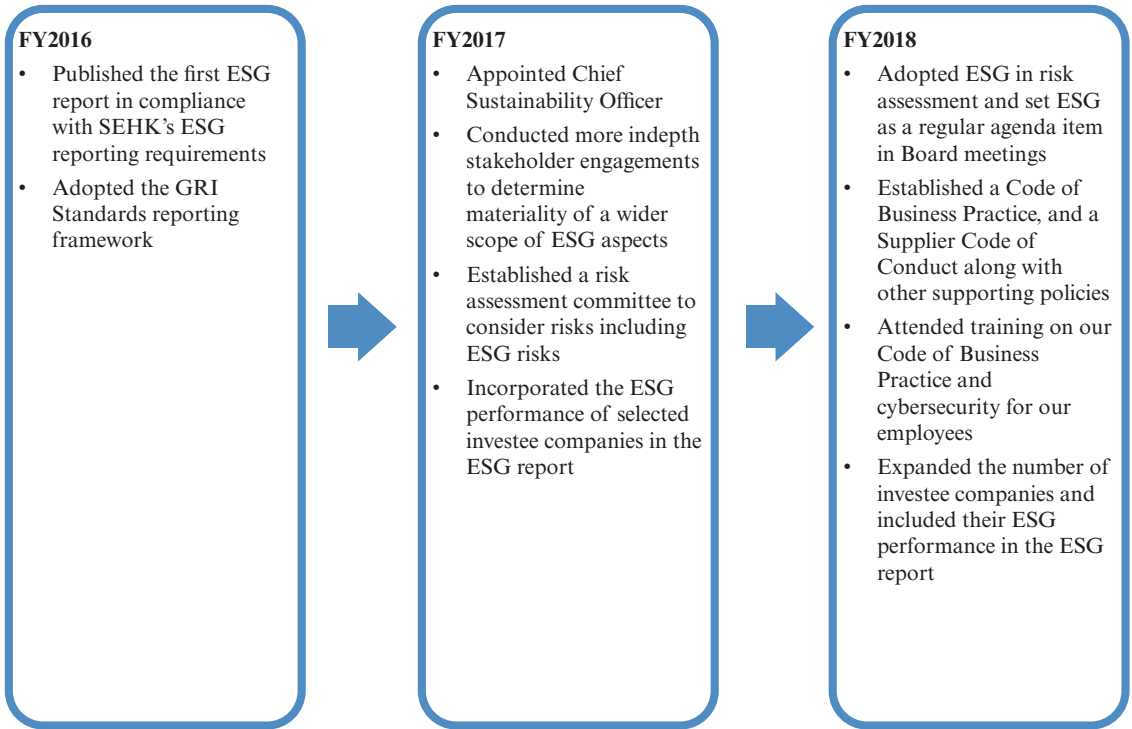 FY2016
• Published the first ESG
report in compliance
with SEHK's ESG
reporting requirements
• Adopted the GRI
Standards reporting
framework
FY2017
• Appointed Chief
Sustainability Officer
• Conducted more indepth
stakeholder engagements
to determine
materiality of a wider
scope of ESG aspects
• Established a risk
assessment committee to
consider risks including
ESG risks
• Incorporated the ESG
performance of selected
investee companies in the
ESG report
FY2018
• Adopted ESG in risk
assessment and set ESG
as a regular agenda item
in Board meetings
• Established a Code of
Business Practice, and a
Supplier Code of
Conduct along with
other supporting policies
• Attended training on our
Code of Business
Practice and
cybersecurity for our
employees
• Expanded the number of
investee companies and
included their ESG
performance in the ESG
report